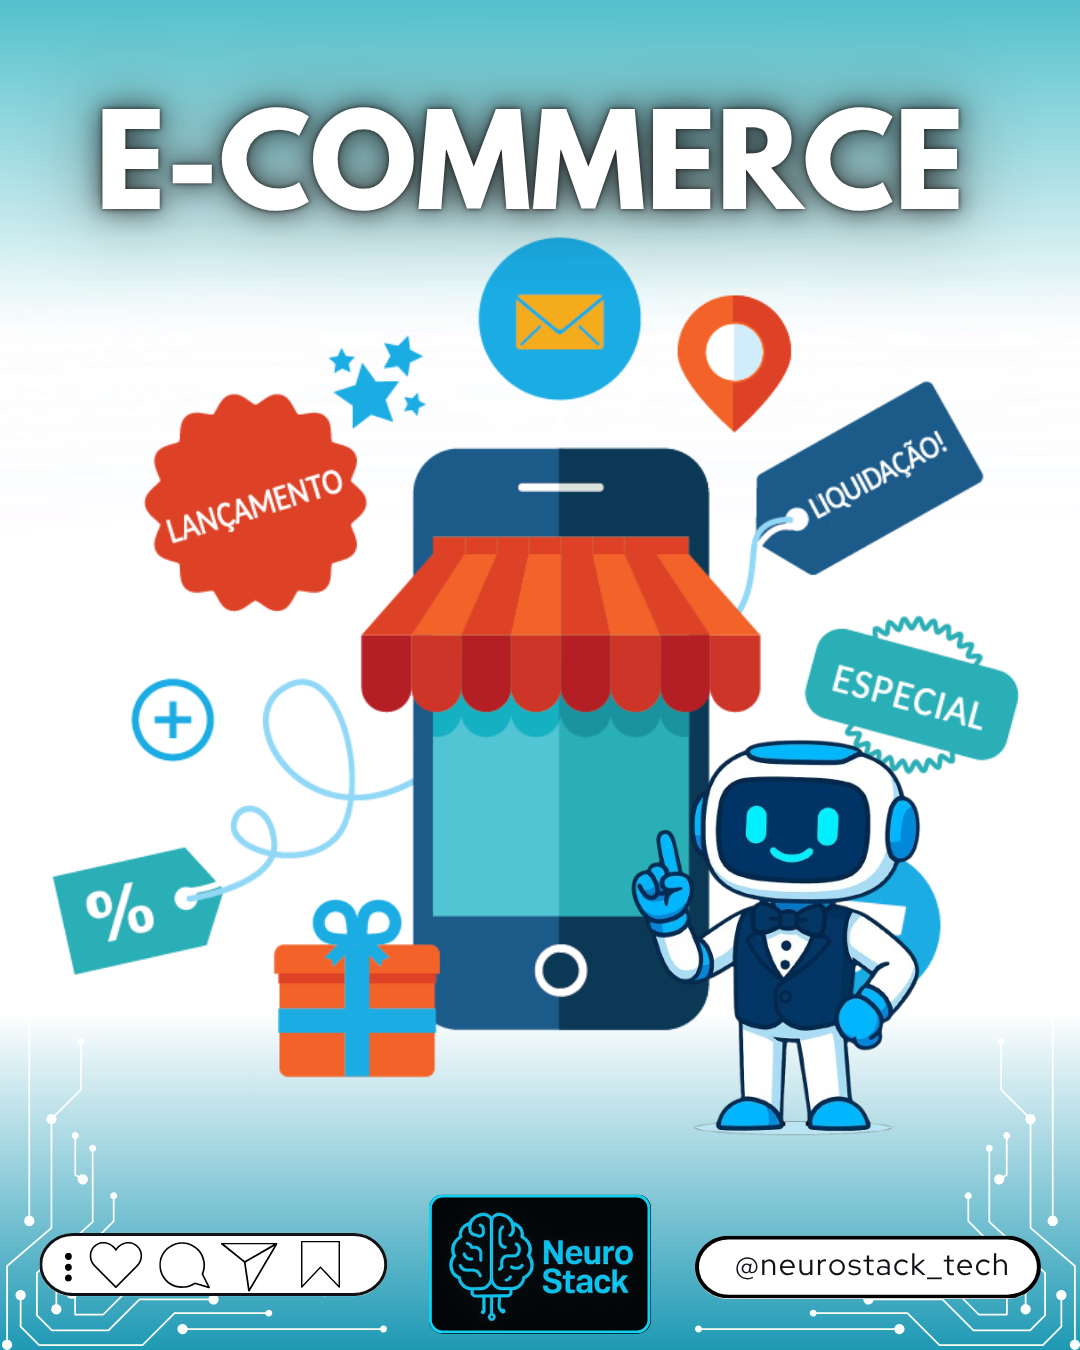 E-COMMERCE
LANÇAMENTO
LIQUIDAÇÃO!
ESPECIAL
%
Neuro
Stack
@neurostack_tech